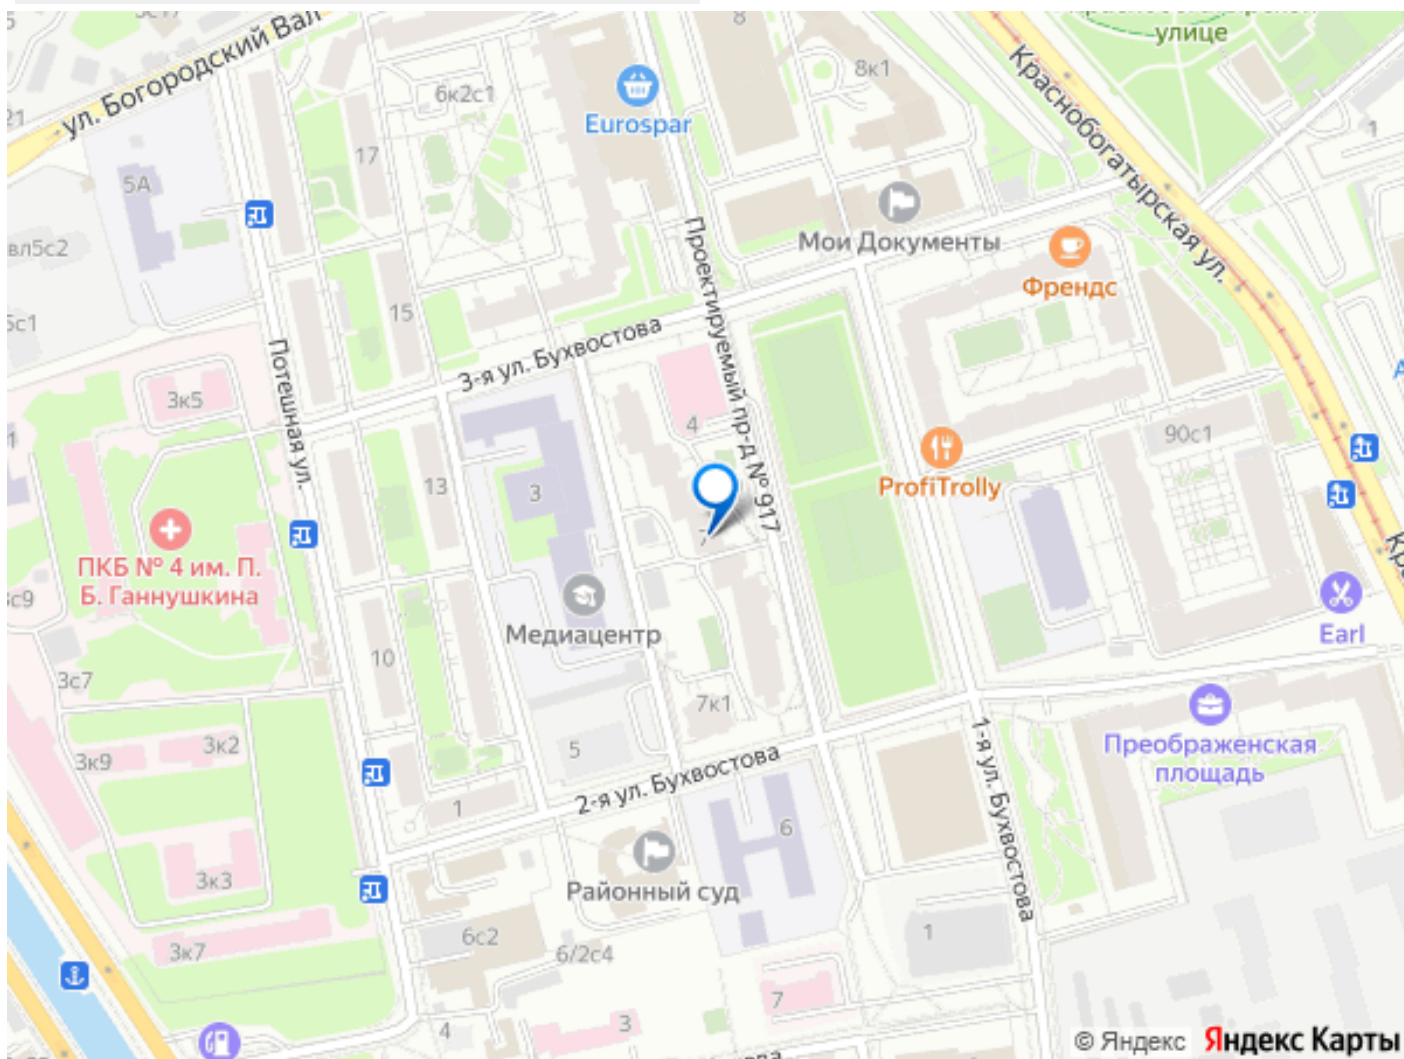 8
8к1
улице
ул. Богородский Вал
Краснобогатырская ул.
6к2с1
Eurospar
17
1
5А
Проектируемый пр-д № 917
Мои Документы
вл5с2
Френдс
15
3-я ул. Бухвостова
Потешная ул.
3к5
4
90с1
13
3
ProfiTrolly
7
ПКБ № 4 им. П.
Б. Ганнушкина
Медиацентр
Earl
10
3с7
7к1
3к2
3к9
5
Преображенская
площадь
2-я ул. Бухвостова
1-я ул. Бухвостова
1
6
3к3
Районный суд
6с2
1
3к7
6/2с4
7
3
4
© Яндекс Яндекс Карты